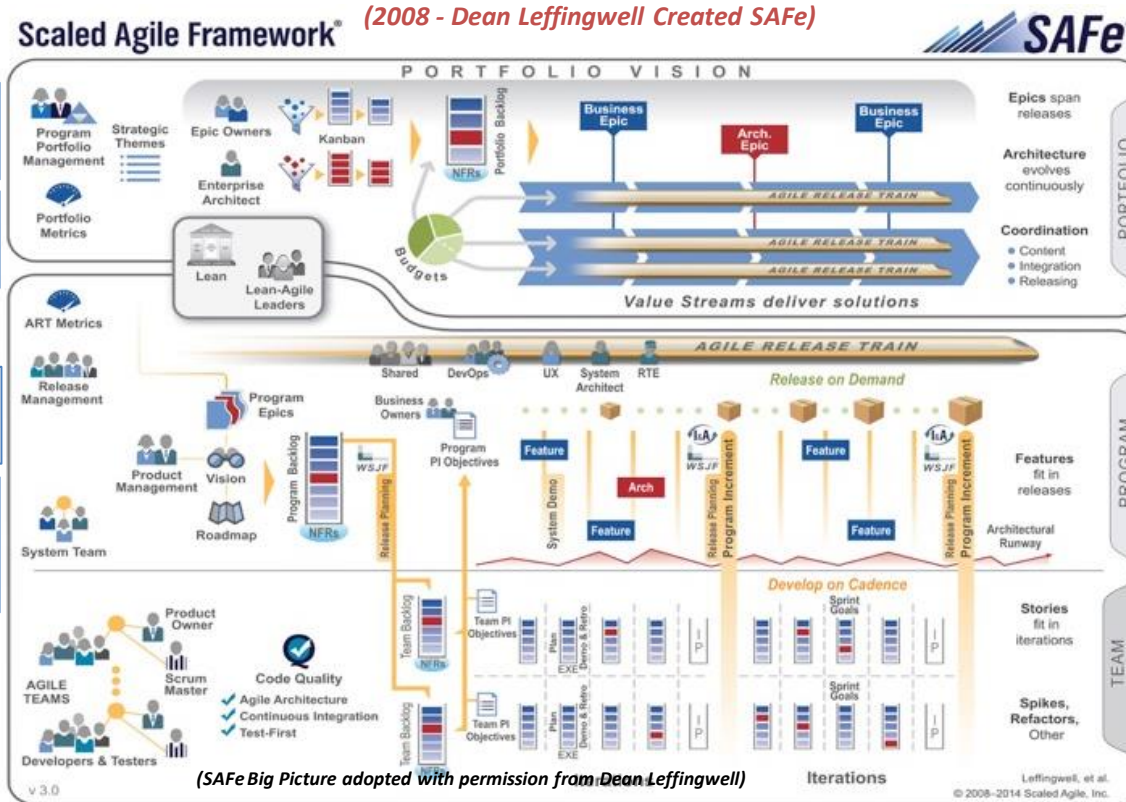 (2008 - Dean Leffingwell Created SAFe)
Scaled Agile Framework®
SAFe
PORTFOLIO VISION
Program
Portfolio
Management
Strategic
Themes
Portfolio
Metrics
Epic Owners
Enterprise
Architect
Kanban
Portfolio Backlog
NFRs
Business
Epic
Arch.
Epic
Business
Epic
AGILE RELEASE TRAIN
AGILE RELEASE TRAIN
AGILE RELEASE TRAIN
Value Streams deliver solutions
Budgets
Lean
Lean-Agile
Leaders
Epics span
releases
Architecture
evolves
continuously
Coordination
Content
Integration
Releasing
PORTFOLIO
ART Metrics
Release
Management
System Team
Program
Epics
Product
Management
Vision
Roadmap
Program Backlog
NFRs
WSJF
Release Planning
AGILE RELEASE TRAIN
Shared
DevOps
UX
System
Architect
RTE
Business
Owners
Program
PI Objectives
Release on Demand
Feature
System Demo
Feature
Arch
I&A
WSJF
Release Planning
Program Increment
Feature
Feature
I&A
WSJF
Release Planning
Program Increment
Features
fit in
releases
Architectural
Runway
PROGRAM
Develop on Cadence
AGILE
TEAMS
Product
Owner
Scrum
Master
Developers & Testers
Code Quality
Agile Architecture
Continuous Integration
Test-First
Team Backlog
NFRs
Team PI
Objectives
Plan
EXE
Demo & Retro
I
P
Sprint
Goals
I
P
Stories
fit in
iterations
Team Backlog
NFRs
Team PI
Objectives
Plan
EXE
Demo & Retro
I
P
Sprint
Goals
I
P
Spikes,
Refactors,
Other
TEAM
(SAFe Big Picture adopted with permission from Dean Leffingwell)
Iterations
Iterations
v 3.0
Leffingwell, et al.
© 2008–2014 Scaled Agile, Inc.